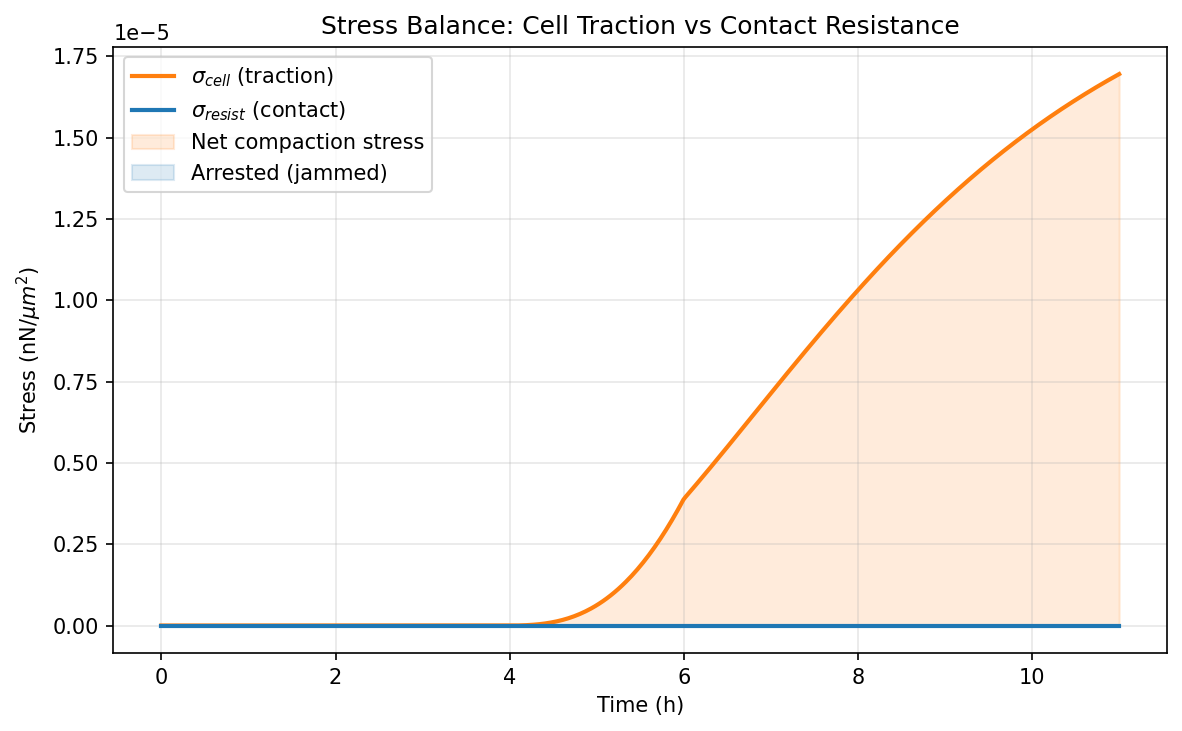 Stress Balance: Cell Traction vs Contact Resistance
1e−5
σcell (traction)
σresist (contact)
Net compaction stress
Arrested (jammed)
1.75
1.50
1.25
1.00
0.75
0.50
0.25
0.00
Stress (nN/μm²)
0 2 4 6 8 10
Time (h)